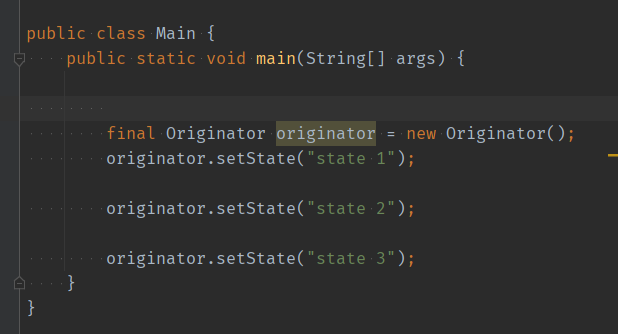 public class Main {
    public static void main(String[] args) {
        final Originator originator = new Originator();
        originator.setState("state 1");
        originator.setState("state 2");
        originator.setState("state 3");
    }
}